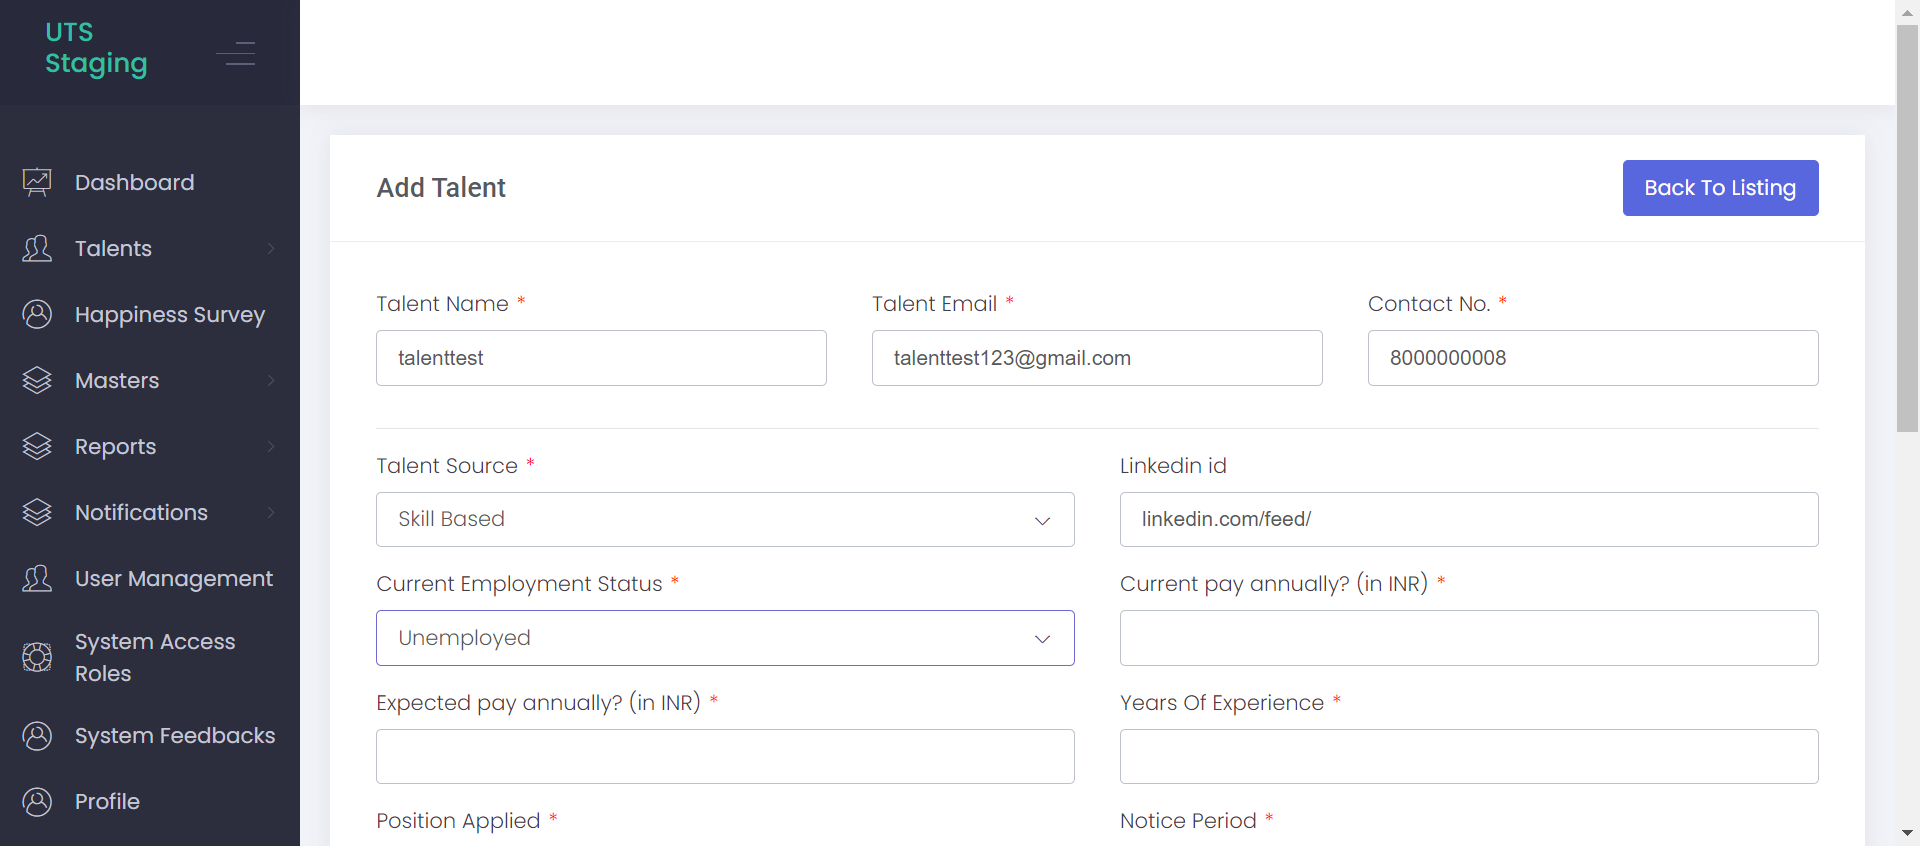 UTS
Staging
Dashboard
Talents
Happiness Survey
Masters
Reports
Notifications
User Management
System Access
Roles
System Feedbacks
Profile
Add Talent
Back To Listing
Talent Name *
Talent Email *
Contact No. *
talenttest
talenttest123@gmail.com
8000000008
Talent Source *
Linkedin id
Skill Based
linkedin.com/feed/
Current Employment Status *
Current pay annually? (in INR) *
Unemployed
Expected pay annually? (in INR) *
Years Of Experience *
Position Applied *
Notice Period *